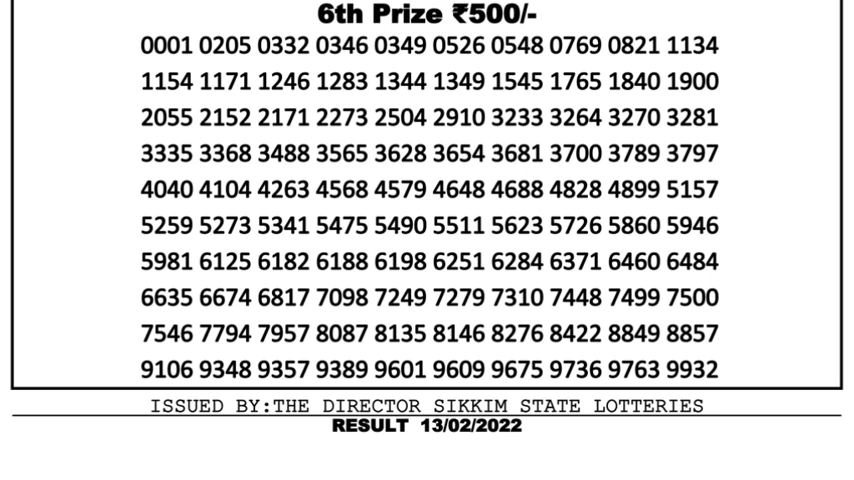 6th Prize ₹500/-
0001 0205 0332 0346 0349 0526 0548 0769 0821 1134
1154 1171 1246 1283 1344 1349 1545 1765 1840 1900
2055 2152 2171 2273 2504 2910 3233 3264 3270 3281
3335 3368 3488 3565 3628 3654 3681 3700 3789 3797
4040 4104 4263 4568 4579 4648 4688 4828 4899 5157
5259 5273 5341 5475 5490 5511 5623 5726 5860 5946
5981 6125 6182 6188 6198 6251 6284 6371 6460 6484
6635 6674 6817 7098 7249 7279 7310 7448 7499 7500
7546 7794 7957 8087 8135 8146 8276 8422 8849 8857
9106 9348 9357 9389 9601 9609 9675 9736 9763 9932
ISSUED BY:THE DIRECTOR SIKKIM STATE LOTTERIES
RESULT 13/02/2022